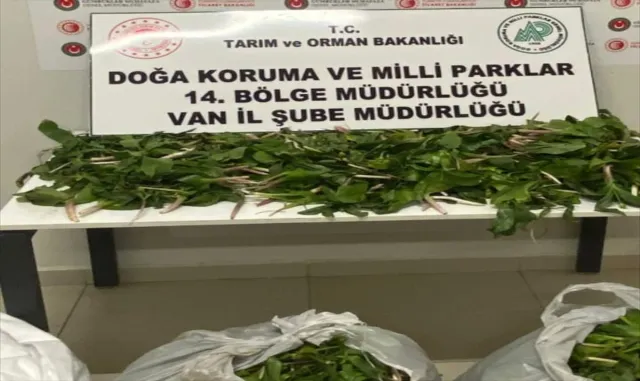 T.C.
TARIM ve ORMAN BAKANLIĞI
DOĞA KORUMA VE MİLLİ PARKLAR
14. BÖLGE MÜDÜRLÜĞÜ
VAN İL ŞUBE MÜDÜRLÜĞÜ